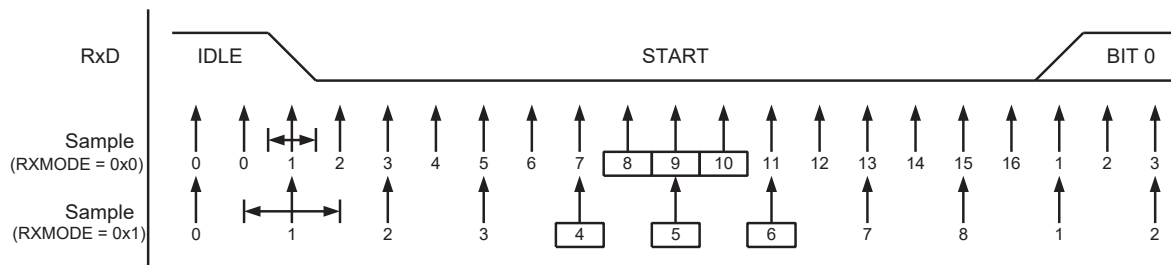 RxD IDLE START BIT 0
Sample
(RXMODE = 0x0)
0 0 1 2 3 4 5 6 7 8 9 10 11 12 13 14 15 16 1 2 3
Sample
(RXMODE = 0x1)
0 1 2 3 4 5 6 7 8 1 2